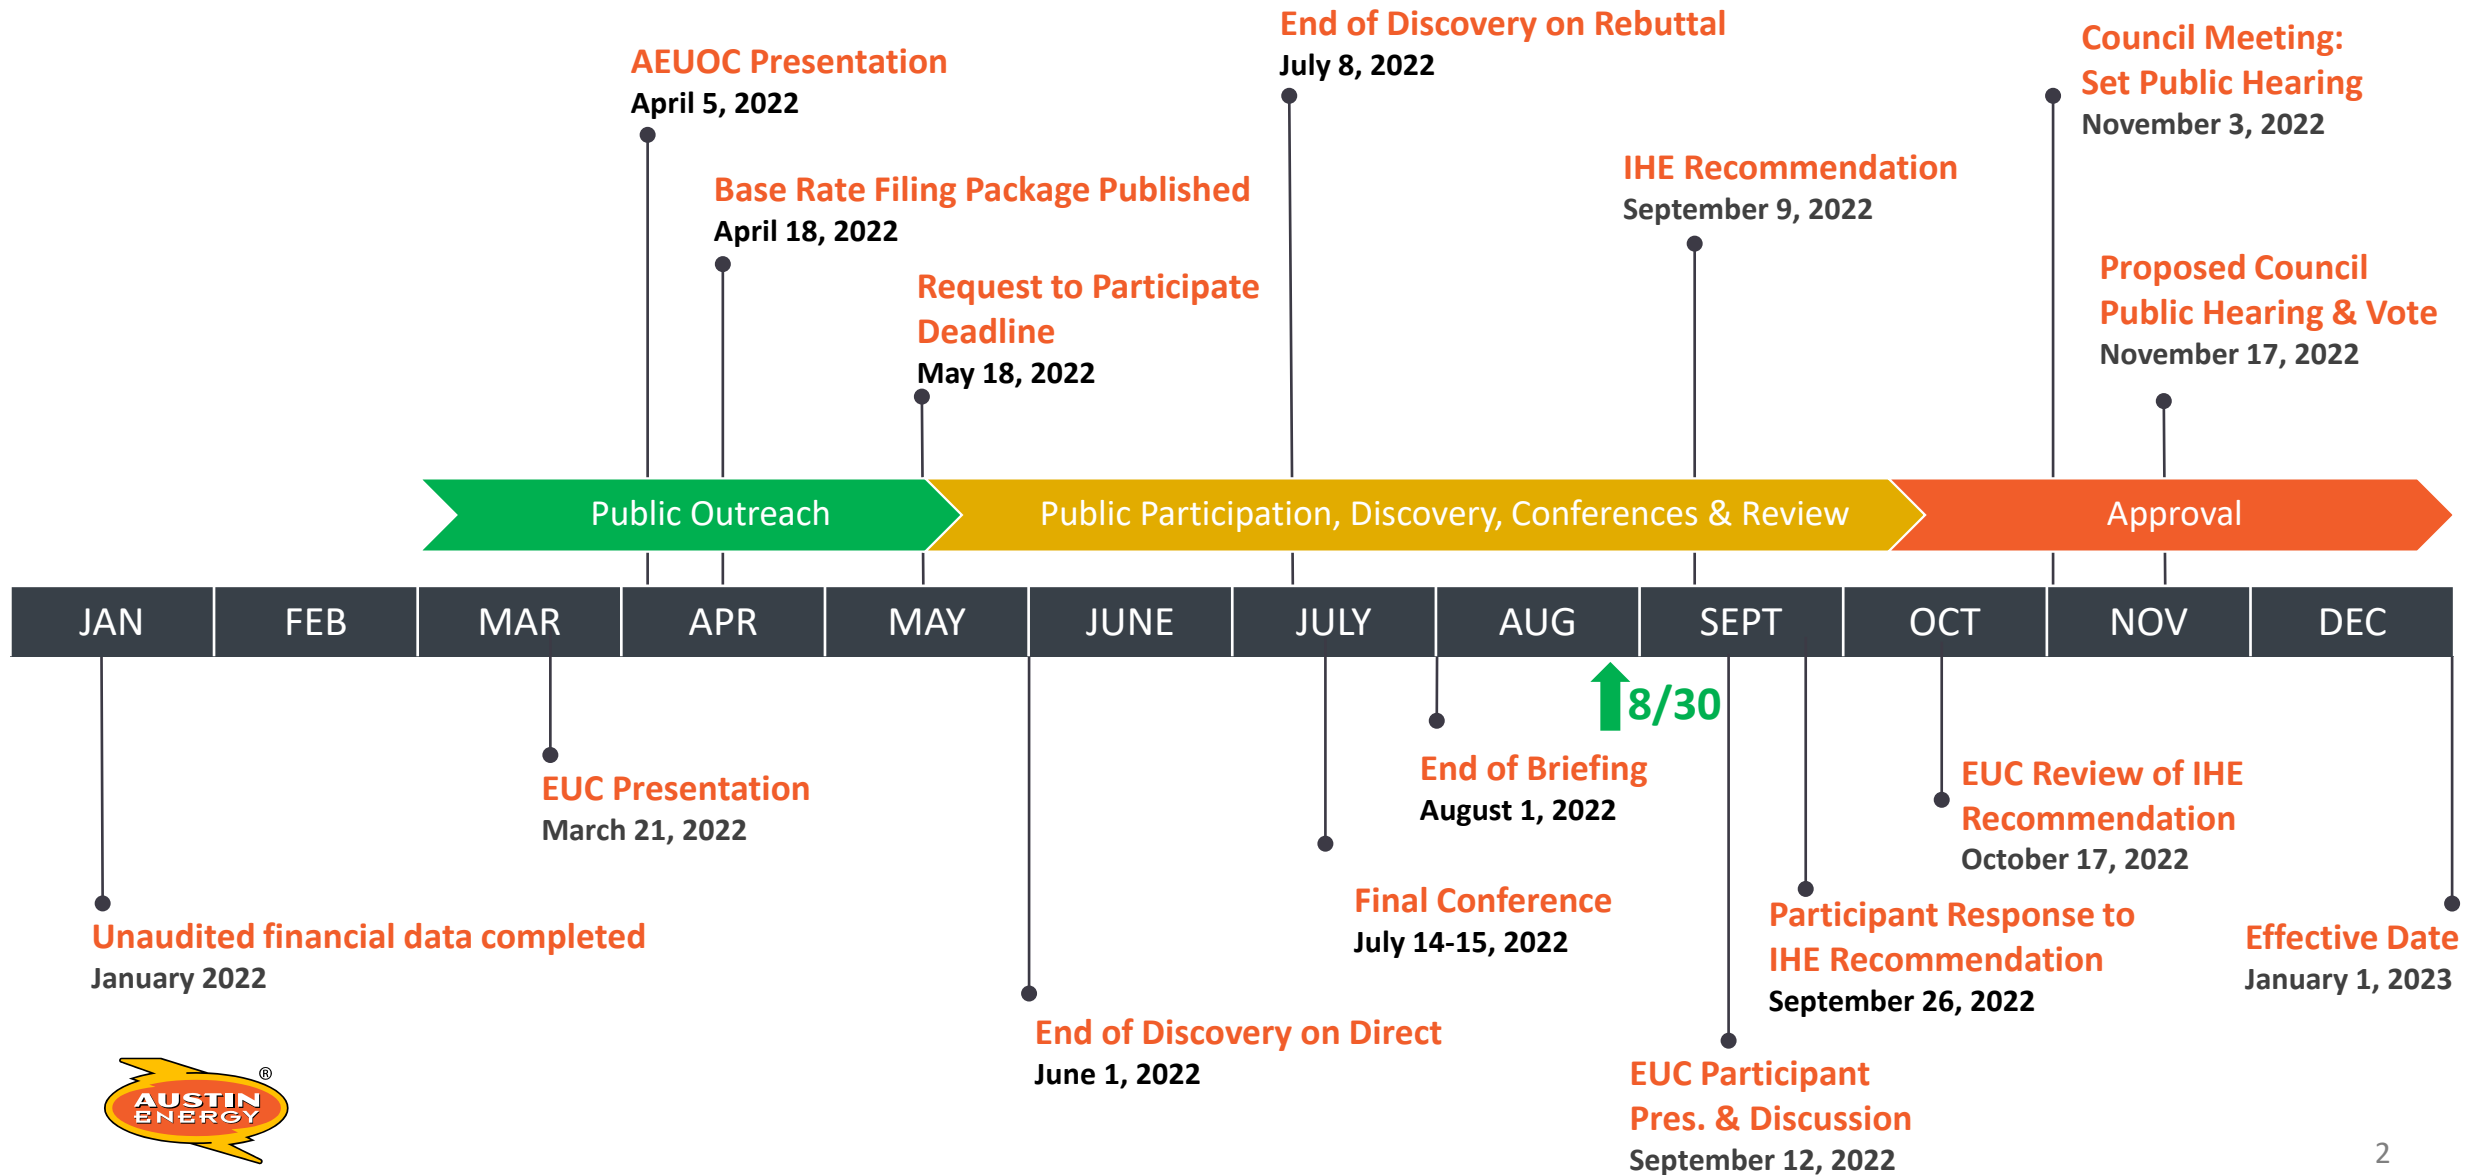 End of Discovery on Rebuttal
July 8, 2022
Council Meeting:
Set Public Hearing
November 3, 2022
AEUOC Presentation
April 5, 2022
IHE Recommendation
September 9, 2022
Base Rate Filing Package Published
April 18, 2022
Proposed Council
Public Hearing & Vote
November 17, 2022
Request to Participate
Deadline
May 18, 2022
Public Outreach
Public Participation, Discovery, Conferences & Review
Approval
JAN
FEB
MAR
APR
MAY
JUNE
JULY
AUG
SEPT
OCT
NOV
DEC
8/30
EUC Presentation
March 21, 2022
End of Briefing
August 1, 2022
EUC Review of IHE
Recommendation
October 17, 2022
Final Conference
July 14-15, 2022
Participant Response to
IHE Recommendation
September 26, 2022
Unaudited financial data completed
January 2022
Effective Date
January 1, 2023
End of Discovery on Direct
June 1, 2022
EUC Participant
Pres. & Discussion
September 12, 2022
AUSTIN
ENERGY
®
2